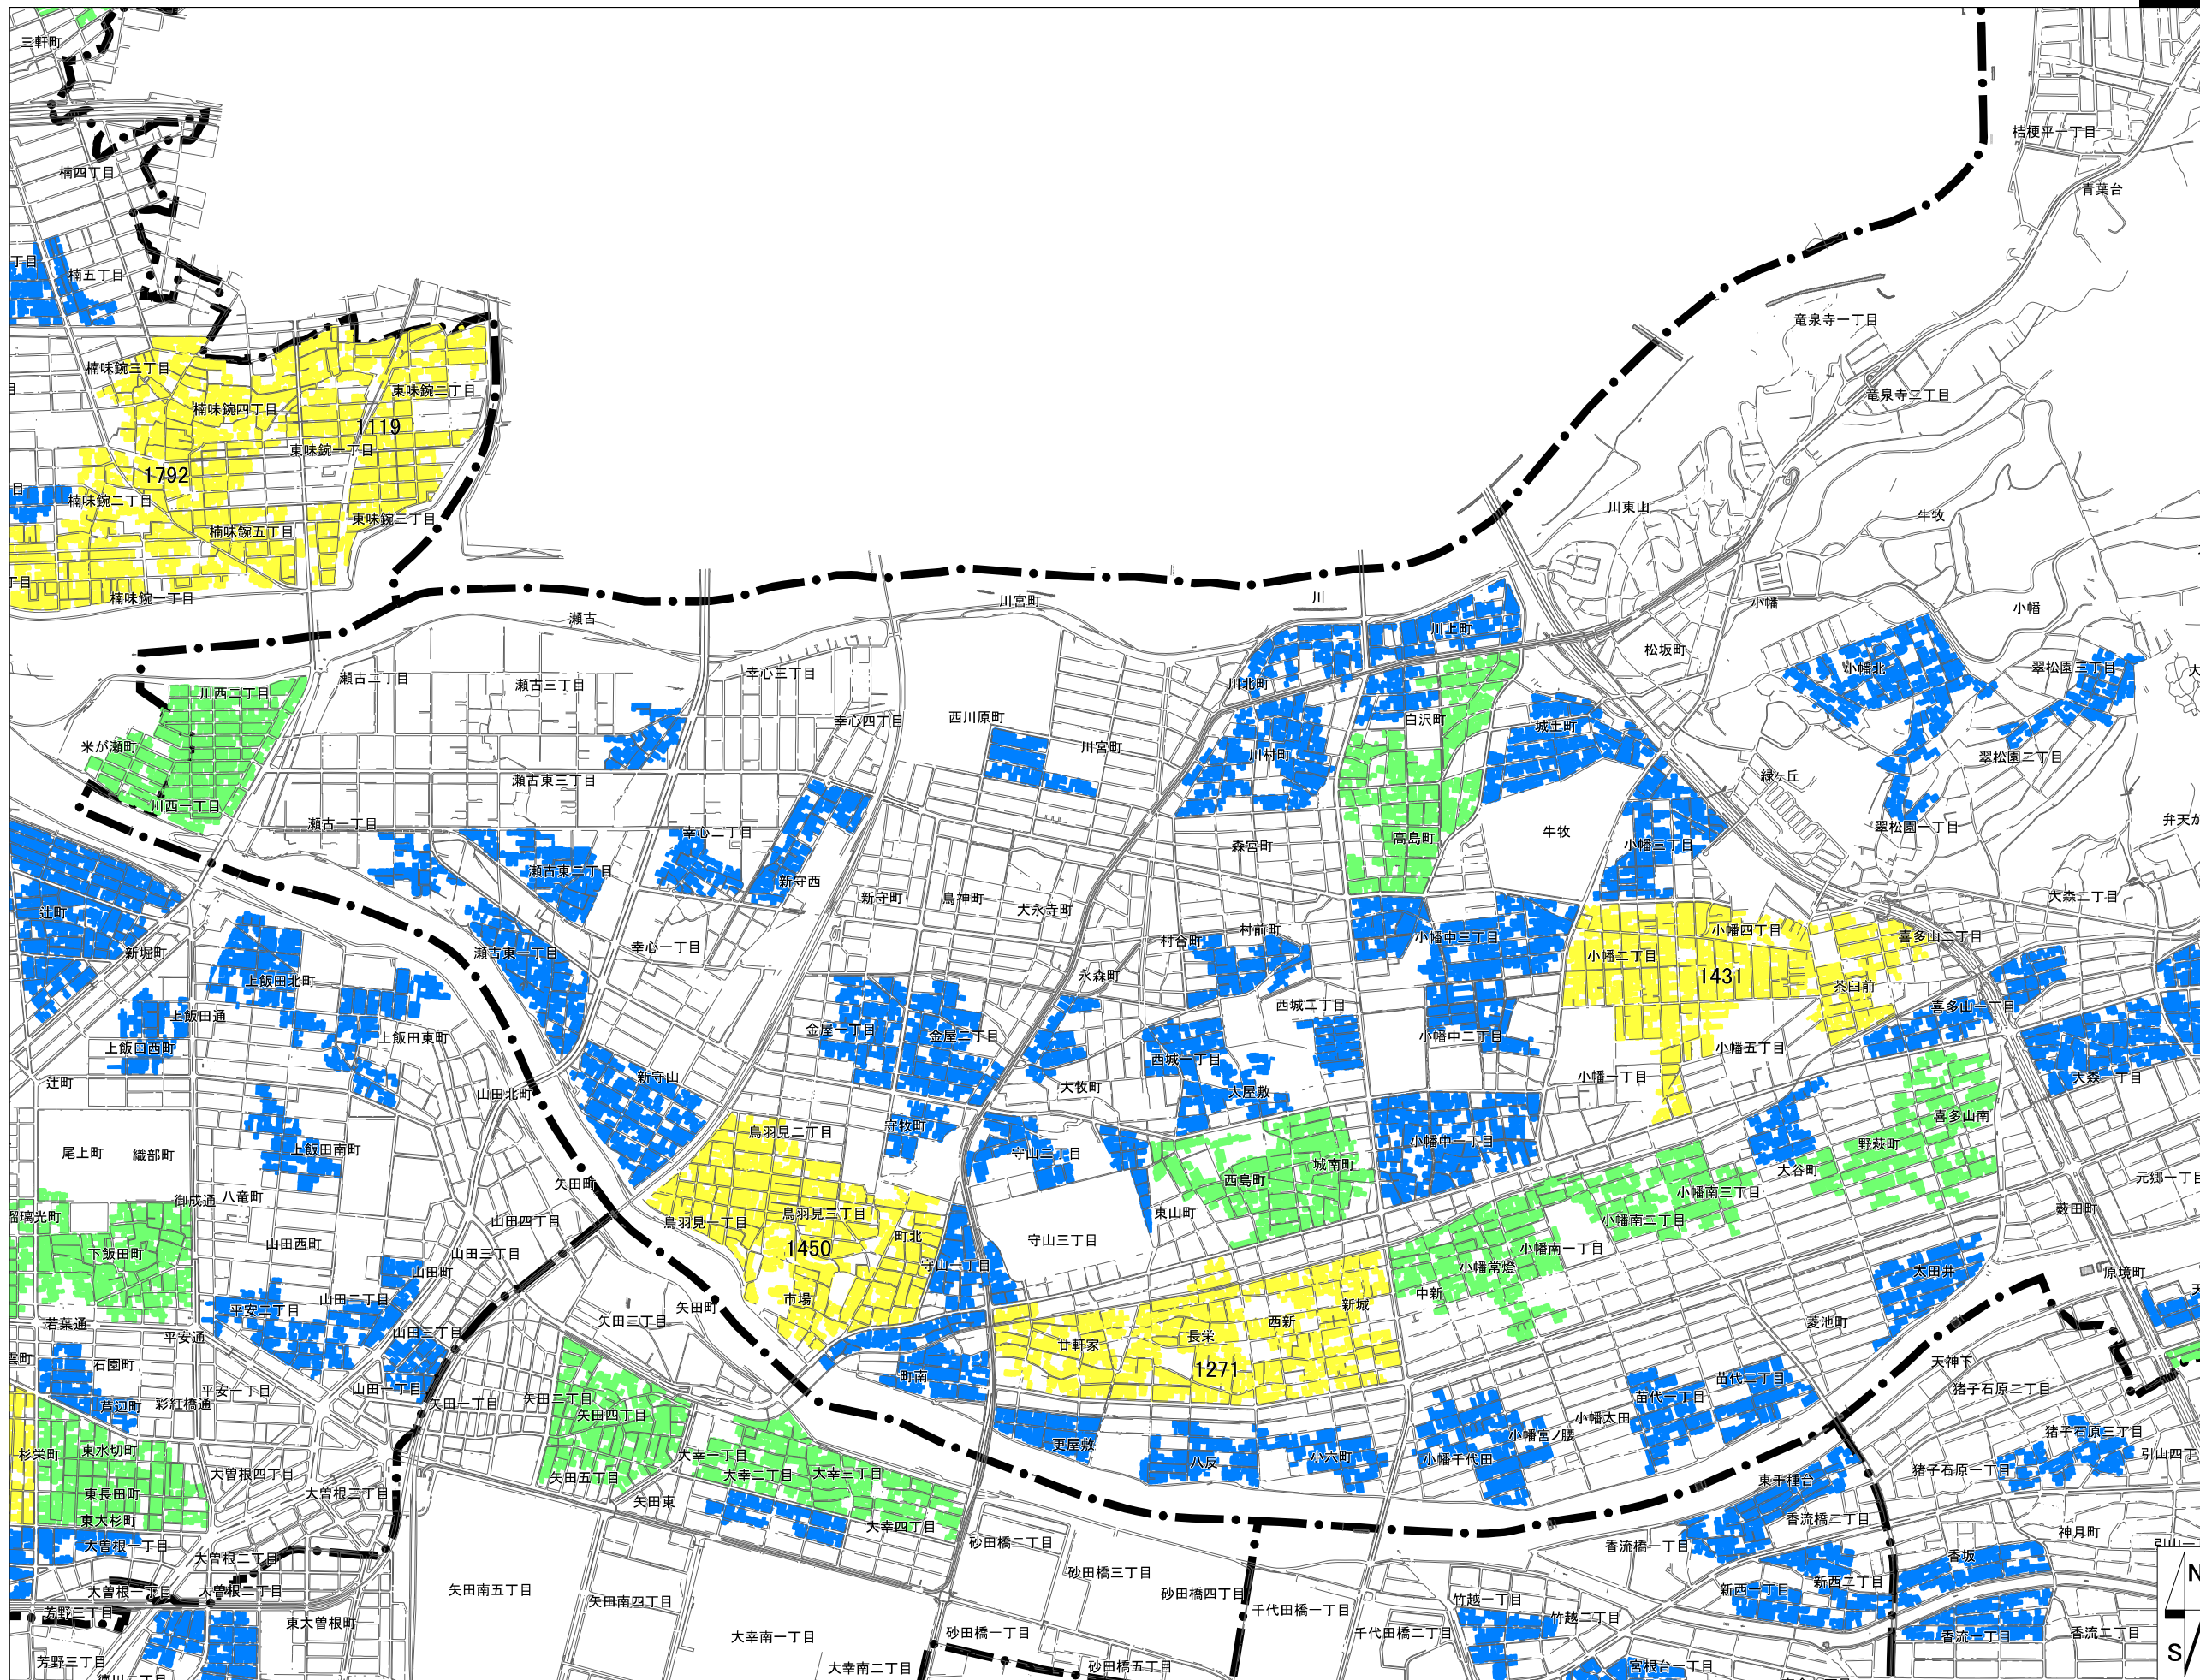 三軒町
桔梗平一丁目
楠四丁目
青葉台
丁目
楠五丁目
竜泉寺一丁目
楠味鋺三丁目
東味鋺二丁目
竜泉寺二丁目
楠味鋺四丁目
1119
東味鋺一丁目
1792
目
楠味鋺二丁目
川東山
牛牧
東味鋺三丁目
楠味鋺五丁目
丁目
楠味鋺一丁目
川宮町
川
小幡
小幡
瀬古
川上町
松坂町
小幡北
翠松園三丁目
瀬古二丁目
瀬古三丁目
幸心三丁目
川北町
川西二丁目
幸心四丁目
西川原町
白沢町
城土町
米が瀬町
川宮町
川村町
翠松園二丁目
瀬古東三丁目
緑ヶ丘
川西一丁目
瀬古一丁目
幸心二丁目
森宮町
高島町
牛牧
小幡三丁目
翠松園一丁目
弁天が
瀬古東二丁目
新守西
新守町
鳥神町
大永寺町
大森二丁目
辻町
新堀町
瀬古東一丁目
幸心一丁目
村合町
村前町
小幡中三丁目
小幡二丁目
小幡四丁目
喜多山二丁目
上飯田北町
永森町
1431
茶臼前
上飯田通
上飯田東町
金屋一丁目
金屋二丁目
西城二丁目
小幡中二丁目
喜多山一丁目
上飯田西町
西城一丁目
小幡五丁目
辻町
新守山
大牧町
太屋敷
小幡一丁目
大森一丁目
山田北町
尾上町
織部町
上飯田南町
鳥羽見二丁目
守牧町
守山二丁目
小幡中一丁目
野萩町
喜多山南
矢田町
西島町
城南町
大谷町
元郷一丁目
瑠璃光町
御成通
八竜町
山田四丁目
鳥羽見一丁目
鳥羽見三丁目
東山町
小幡南三丁目
小幡南二丁目
薮田町
下飯田町
山田西町
山田三丁目
1450
町北
守山三丁目
小幡南一丁目
山田町
守山一丁目
小幡常燈
太田井
原境町
平安二丁目
山田二丁目
市場
矢田町
新城
中新
若葉通
平安通
山田三丁目
矢田三丁目
廿軒家
長栄
西新
菱池町
石園町
1271
町南
天神下
芦辺町
彩紅橋通
平安一丁目
山田一丁目
矢田一丁目
矢田二丁目
矢田四丁目
苗代一丁目
苗代二丁目
猪子石原二丁目
杉栄町
東水切町
大幸一丁目
更屋敷
八反
小六町
小幡千代田
小幡宮ノ腰
小幡太田
猪子石原三丁目
大曽根四丁目
矢田五丁目
大幸二丁目
大幸三丁目
東千種台
猪子石原一丁目
引山四丁
東長田町
大曽根三丁目
矢田東
東大杉町
大幸四丁目
香流橋二丁目
神月町
大曽根一丁目
大曽根二丁目
砂田橋二丁目
香流橋一丁目
香坂
大曽根一丁目
大曽根二丁目
矢田南五丁目
矢田南四丁目
砂田橋三丁目
砂田橋四丁目
新西一丁目
新西二丁目
N
芳野三丁目
東大曽根町
大幸南一丁目
砂田橋一丁目
千代田橋一丁目
竹越一丁目
竹越二丁目
千代田橋二丁目
香流一丁目
香流二丁目
芳野三丁目
大幸南二丁目
砂田橋五丁目
宮根台一丁目
S